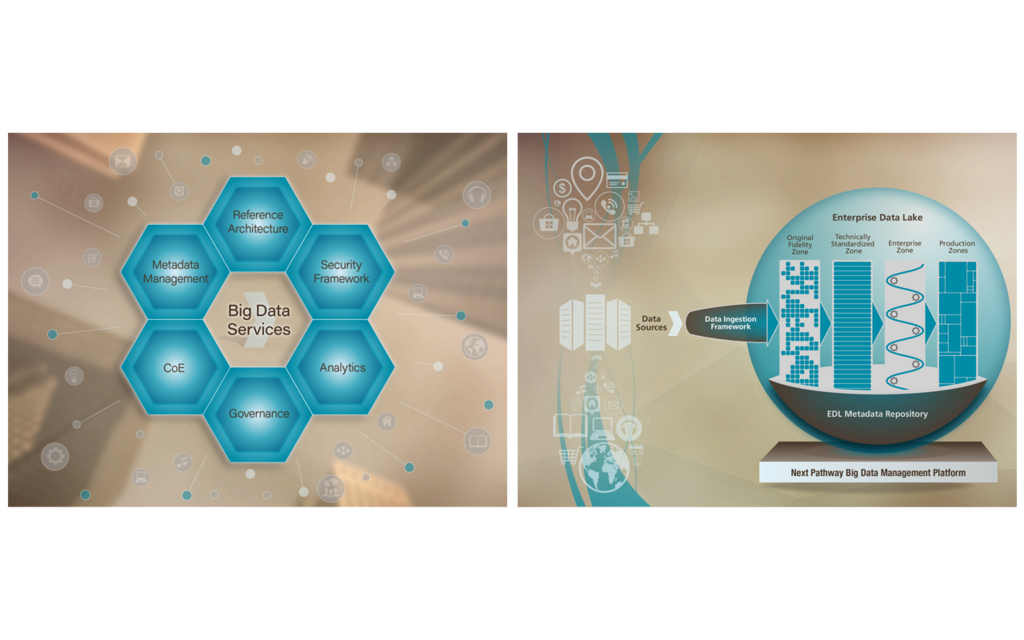 Reference
Architecture
Metadata
Management
Security
Framework
Big Data
Services
CoE
Analytics
Governance
Enterprise Data Lake
Original
Fidelity
Zone
Technically
Standardized
Zone
Enterprise
Zone
Production
Zones
Data
Sources
Data Ingestion
Framework
EDL Metadata Repository
Next Pathway Big Data Management Platform